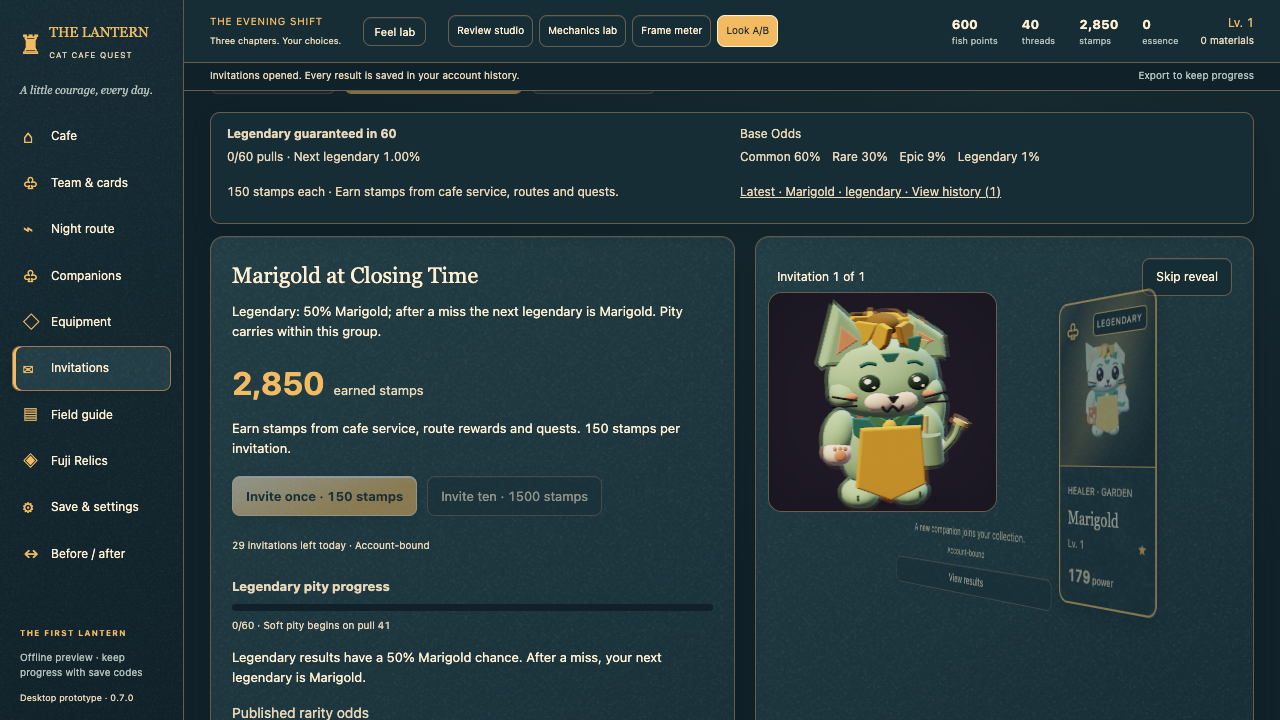 THE LANTERN
CAT CAFE QUEST
A little courage, every day.
Cafe
Team & cards
Night route
Companions
Equipment
Invitations
Field guide
Fuji Relics
Save & settings
Before / after
THE FIRST LANTERN
Offline preview · keep
progress with save codes
Desktop prototype · 0.7.0
THE EVENING SHIFT
Three chapters. Your choices.
Feel lab
Review studio
Mechanics lab
Frame meter
Look A/B
600
fish points
40
threads
2,850
stamps
0
essence
Lv. 1
0 materials
Invitations opened. Every result is saved in your account history.
Export to keep progress
Legendary guaranteed in 60
0/60 pulls · Next legendary 1.00%
150 stamps each · Earn stamps from cafe service, routes and quests.
Base Odds
Common 60% Rare 30% Epic 9% Legendary 1%
Latest · Marigold · legendary · View history (1)
Marigold at Closing Time
Legendary: 50% Marigold; after a miss the next legendary is Marigold. Pity
carries within this group.
2,850 earned stamps
Earn stamps from cafe service, route rewards and quests. 150 stamps per
invitation.
Invite once · 150 stamps
Invite ten · 1500 stamps
29 invitations left today · Account-bound
Legendary pity progress
0/60 · Soft pity begins on pull 41
Legendary results have a 50% Marigold chance. After a miss, your next
legendary is Marigold.
Published rarity odds
Invitation 1 of 1
Skip reveal
LEGENDARY
HEALER · GARDEN
Marigold
Lv. 1
179 power
A new companion joins your collection.
Account-bound
View results